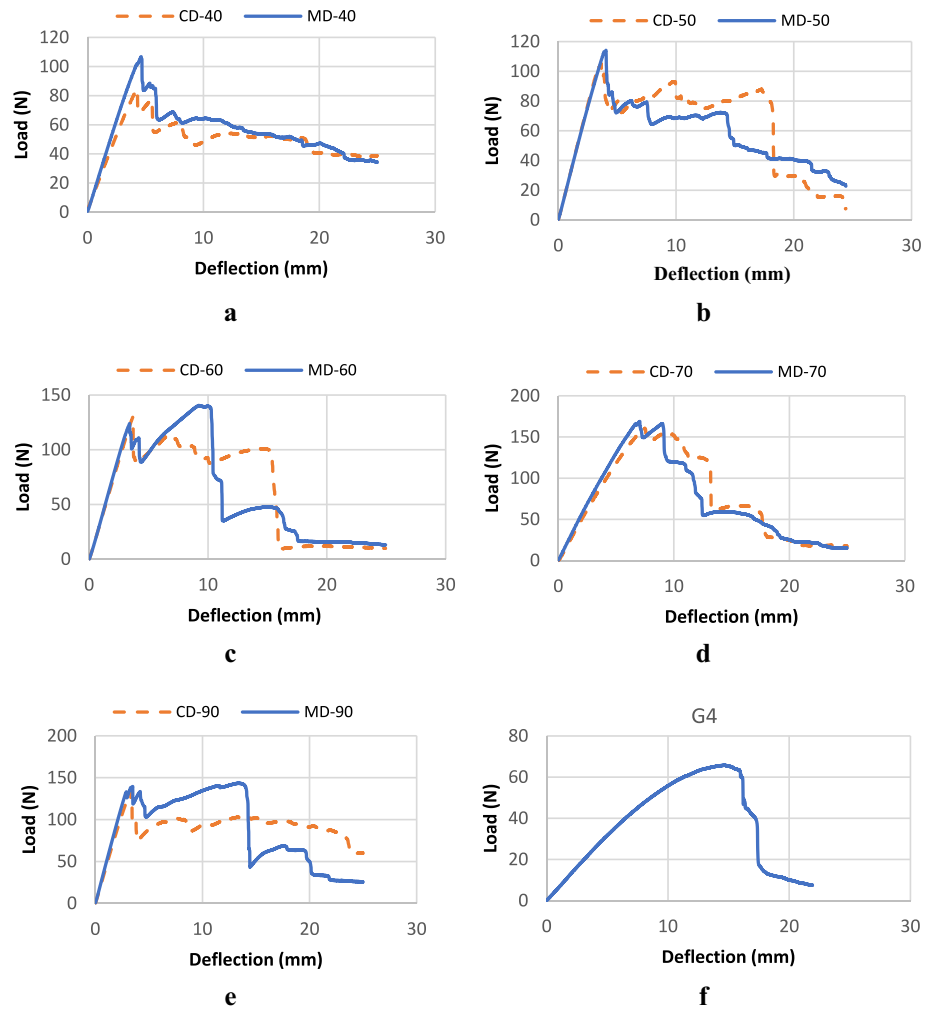 CD-40 MD-40
120
100
80
60
40
20
0
0 10 20 30
Load (N)
Deflection (mm)
a
CD-50 MD-50
120
100
80
60
40
20
0
0 10 20 30
Load (N)
Deflection (mm)
b
CD-60 MD-60
150
100
50
0
0 10 20 30
Load (N)
Deflection (mm)
c
CD-70 MD-70
200
150
100
50
0
0 10 20 30
Load (N)
Deflection (mm)
d
CD-90 MD-90
200
150
100
50
0
0 10 20 30
Load (N)
Deflection (mm)
e
G4
80
60
40
20
0
0 10 20 30
Load (N)
Deflection (mm)
f